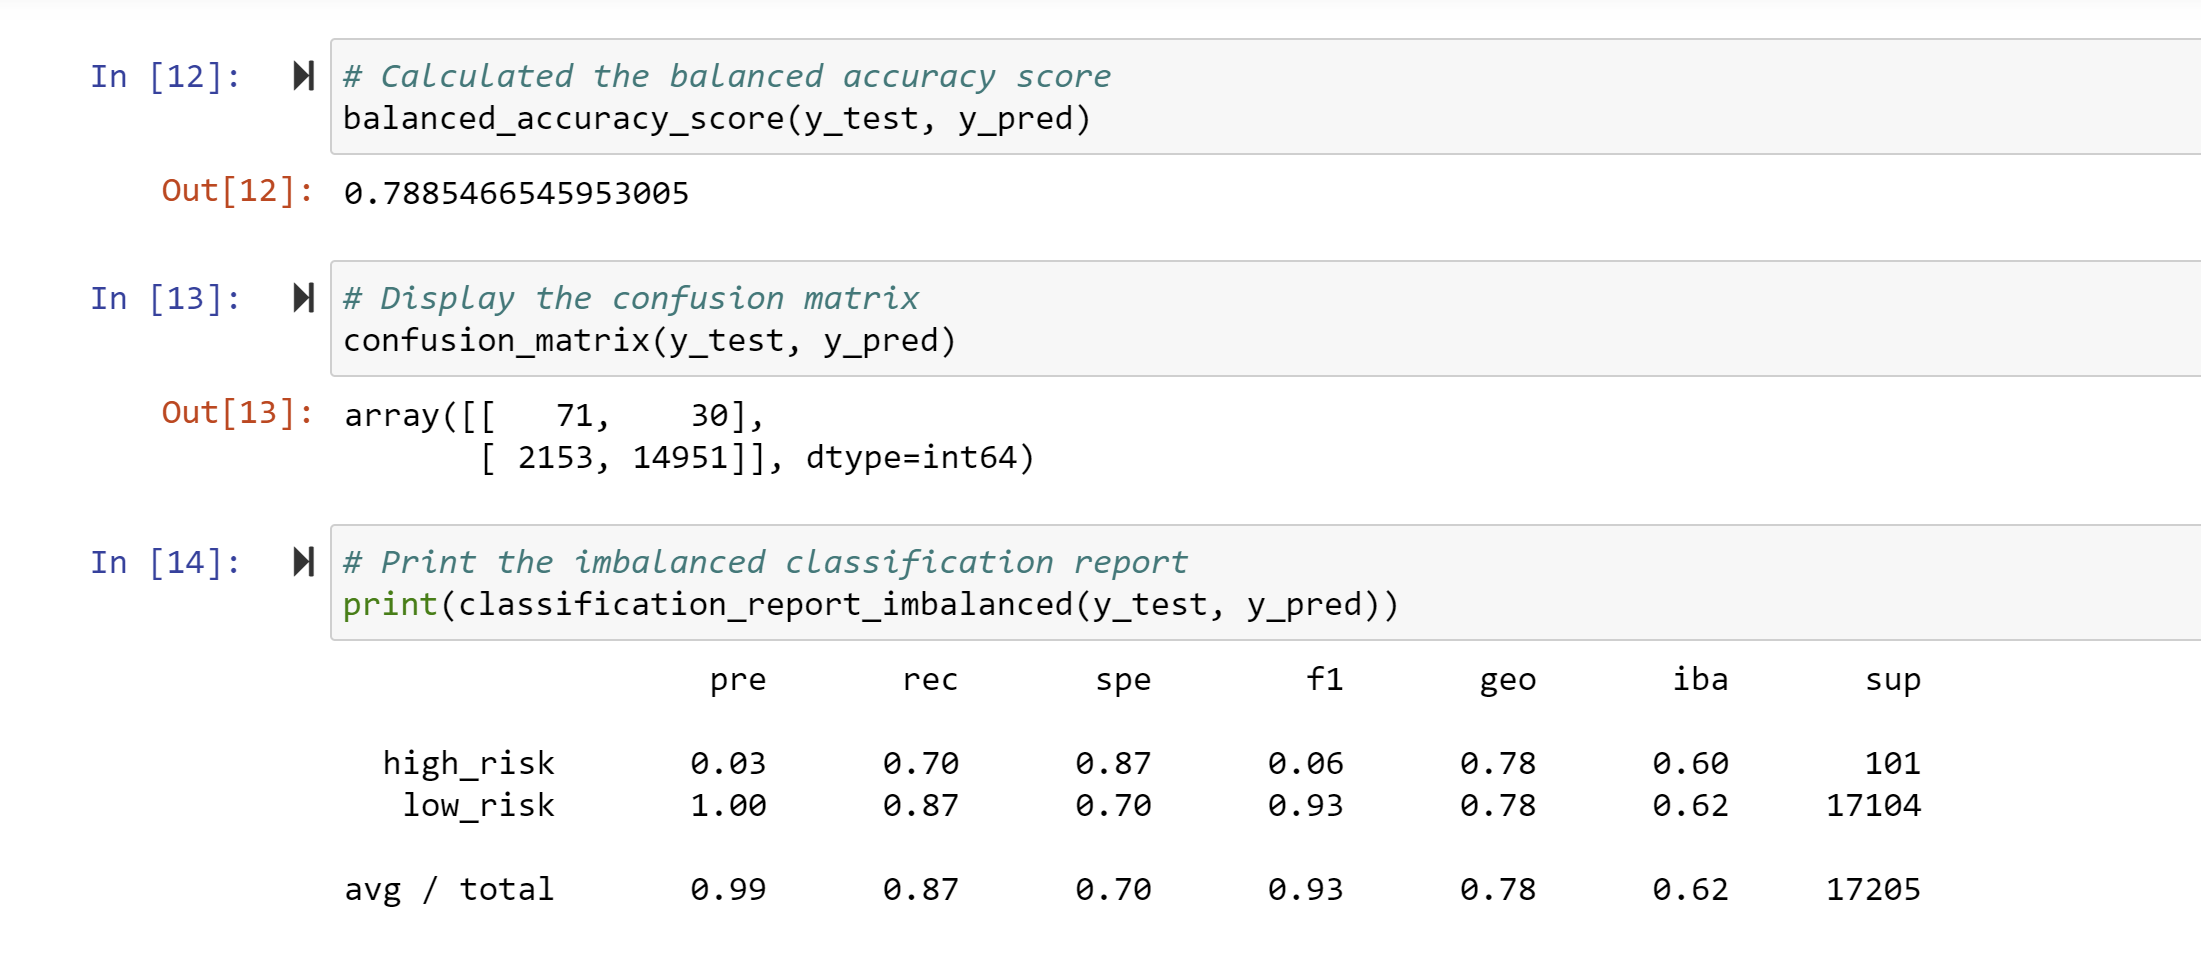 In [12]: # Calculated the balanced accuracy score
balanced_accuracy_score(y_test, y_pred)
Out[12]: 0.7885466545953005
In [13]: # Display the confusion matrix
confusion_matrix(y_test, y_pred)
Out[13]: array([[   71,    30],
       [ 2153, 14951]], dtype=int64)
In [14]: # Print the imbalanced classification report
print(classification_report_imbalanced(y_test, y_pred))
pre       rec       spe        f1       geo       iba       sup
high_risk       0.03      0.70      0.87      0.06      0.78      0.60       101
low_risk       1.00      0.87      0.70      0.93      0.78      0.62     17104
avg / total       0.99      0.87      0.70      0.93      0.78      0.62     17205